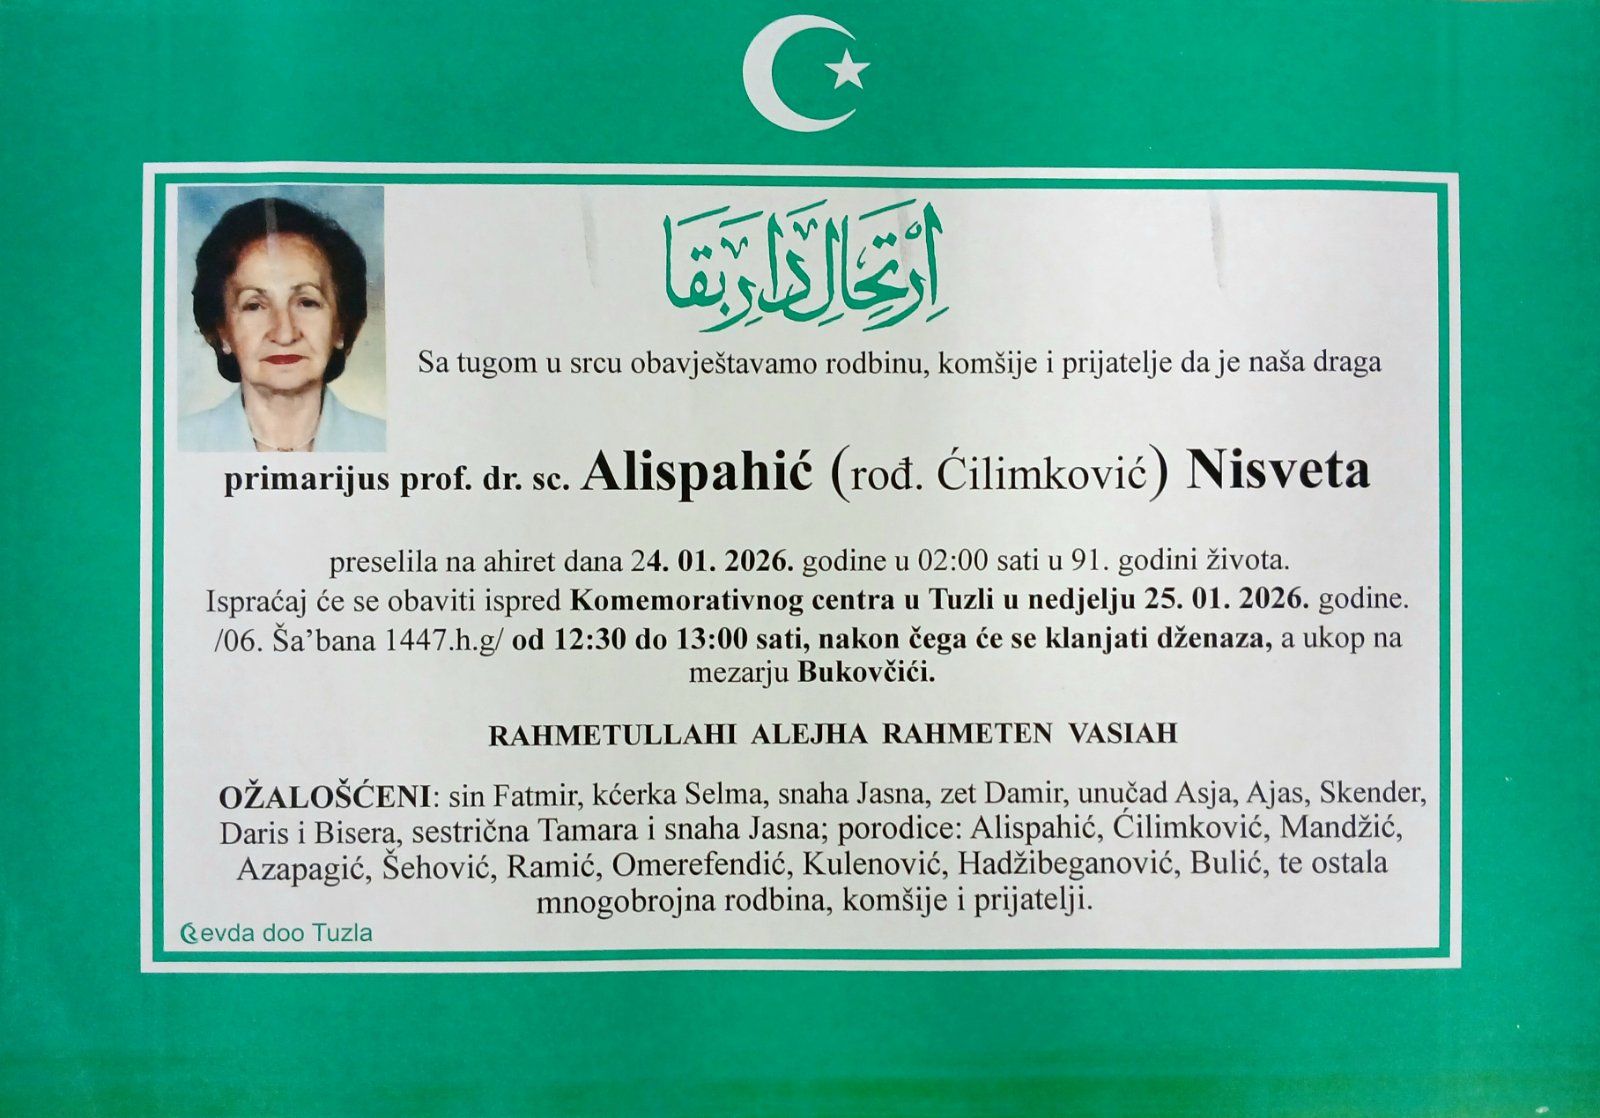 اِرْتِحَالِ دَارِ بَقَا
Sa tugom u srcu obavještavamo rodbinu, komšije i prijatelje da je naša draga
primarijus prof. dr. sc. Alispahić (rođ. Ćilimković) Nisveta
preselila na ahiret dana 24. 01. 2026. godine u 02:00 sati u 91. godini života.
Ispraćaj će se obaviti ispred Komemorativnog centra u Tuzli u nedjelju 25. 01. 2026. godine.
/06. Ša’bana 1447.h.g/ od 12:30 do 13:00 sati, nakon čega će se klanjati dženaza, a ukop na
mezarju Bukovčići.
RAHMETULLAHI ALEJHA RAHMETEN VASIAH
OŽALOŠĆENI: sin Fatmir, kćerka Selma, snaha Jasna, zet Damir, unučad Asja, Ajas, Skender,
Daris i Bisera, sestrična Tamara i snaha Jasna; porodice: Alispahić, Ćilimković, Mandžić,
Azapagić, Šehović, Ramić, Omerefendić, Kulenović, Hadžibeganović, Bulić, te ostala
mnogobrojna rodbina, komšije i prijatelji.
Revda doo Tuzla